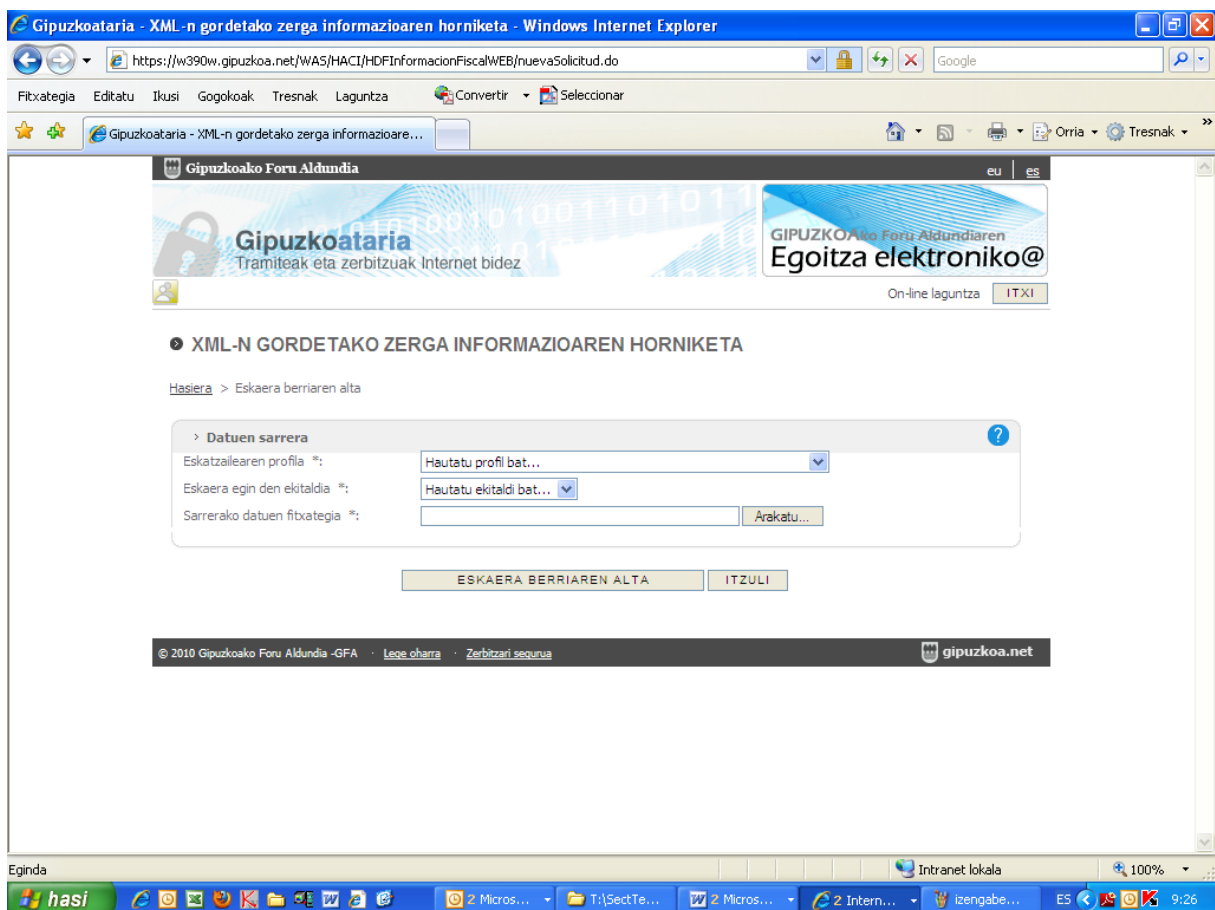 Gipuzkoataria - XML-n gordetako zerga informazioaren horniketa - Windows Internet Explorer
https://w390w.gipuzkoa.net/WAS/HACI/HDFInformacionFiscalWEB/nuevaSolicitud.do
Google
Fitxategia Editatu Ikusi Gogokoak Tresnak Laguntza Convertir Seleccionar
Gipuzkoataria - XML-n gordetako zerga informazioare...
Orria Tresnak
Gipuzkoako Foru Aldundia eu es
Gipuzkoataria
Tramiteak eta zerbitzuak Internet bidez
GIPUZKOAko Foru Aldundiaren
Egoitza elektroniko@
On-line laguntza ITXI
XML-N GORDETAKO ZERGA INFORMAZIOAREN HORNIKETA
Hasiera > Eskaera berriaren alta
> Datuen sarrera ?
Eskatzailearen profila *: Hautatu profil bat...
Eskaera egin den ekitaldia *: Hautatu ekitaldi bat...
Sarrerako datuen fitxategia *: Arakatu...
ESKAERA BERRIAREN ALTA ITZULI
© 2010 Gipuzkoako Foru Aldundia -GFA · Lege oharra · Zerbitzari segurua gipuzkoa.net
Eginda Intranet lokala 100%
hasi 2 Micros... T:\SectTe... 2 Micros... 2 Intern... izengabe... ES 9:26